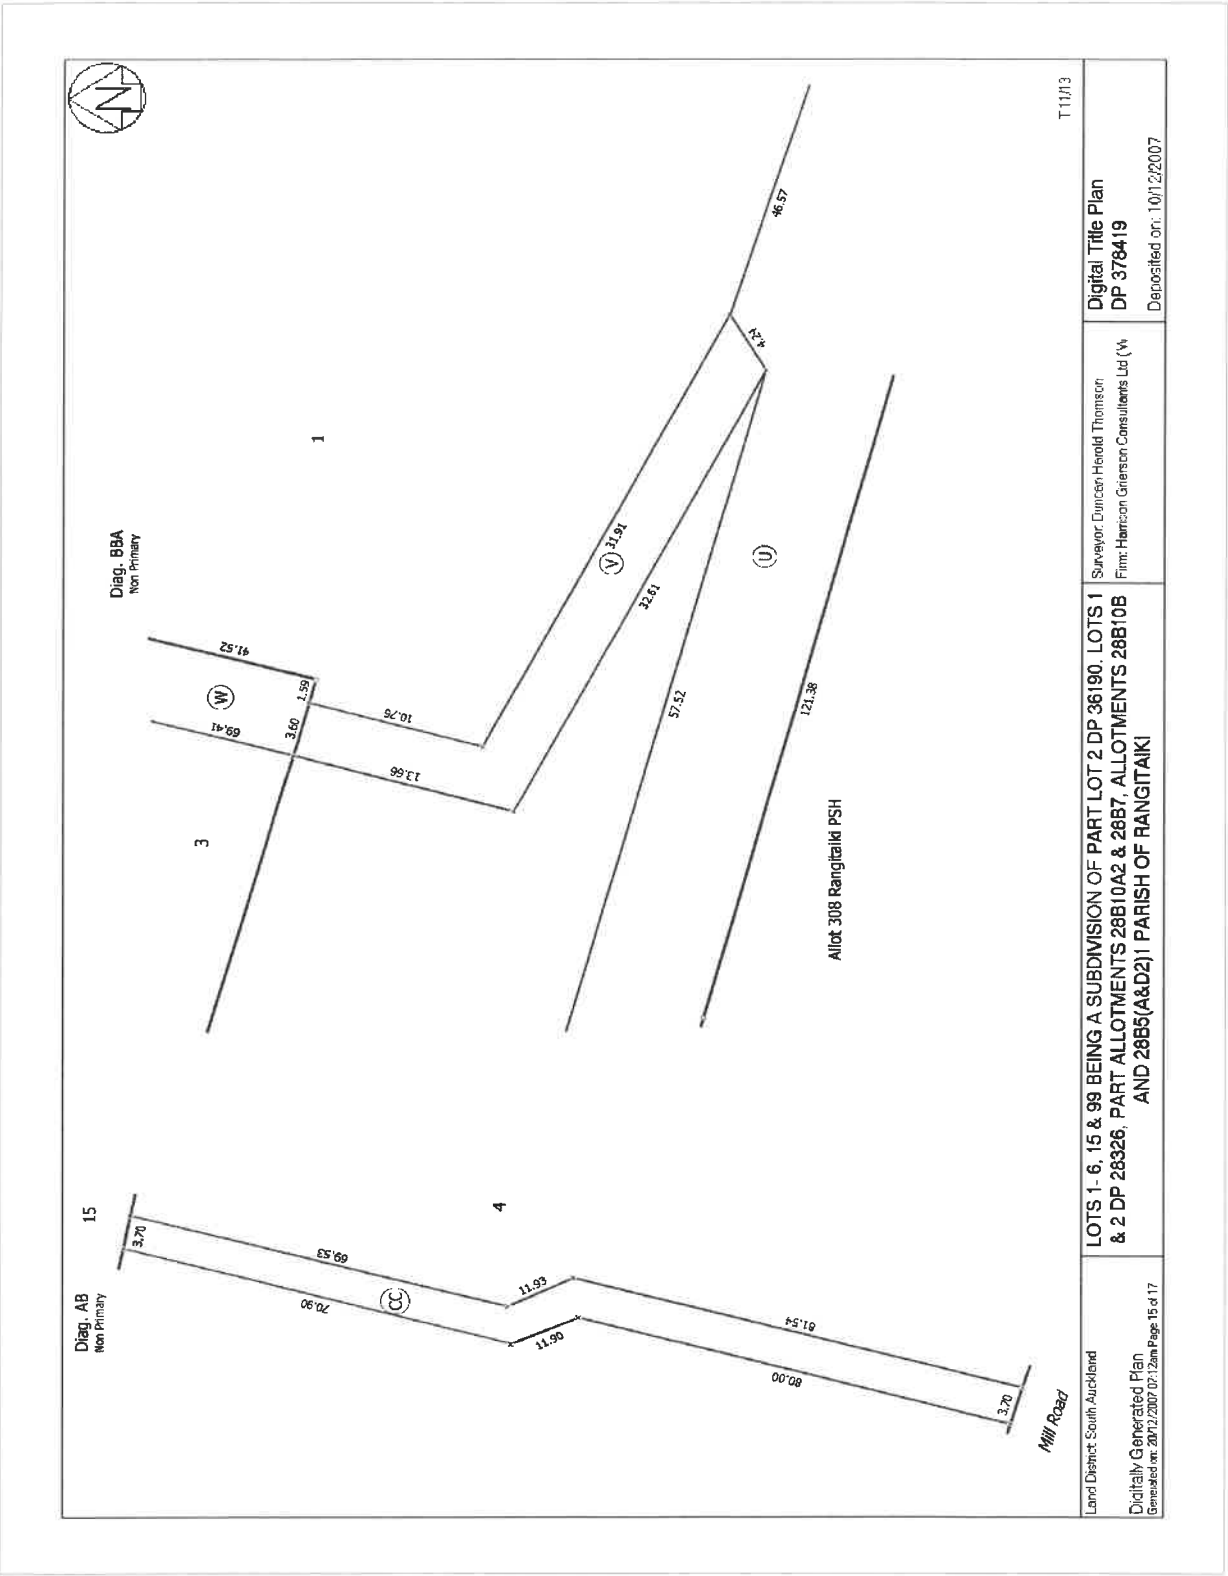 N
Diag. AB
Non Primary
15
3.70
70.90
69.53
CC
11.93
11.90
4
81.54
80.00
3.70
Mill Road
Diag. BBA
Non Primary
41.52
W
69.41
1.59
3.60
3
1
10.76
13.66
V
31.91
32.61
4.24
46.57
57.52
U
121.38
Allot 308 Rangitaiki PSH
T11/13
Land District: South Auckland
Digitally Generated Plan
Generated on: 20/12/2007 07:12am Page 15 of 17
LOTS 1- 6, 15 & 99 BEING A SUBDIVISION OF PART LOT 2 DP 36190. LOTS 1
& 2 DP 28326, PART ALLOTMENTS 28B10A2 & 28B7, ALLOTMENTS 28B10B
AND 28B5(A&D2)1 PARISH OF RANGITAIKI
Surveyor: Duncan Herold Thomson
Firm: Harrison Grierson Consultants Ltd (W
Digital Title Plan
DP 378419
Deposited on: 10/12/2007